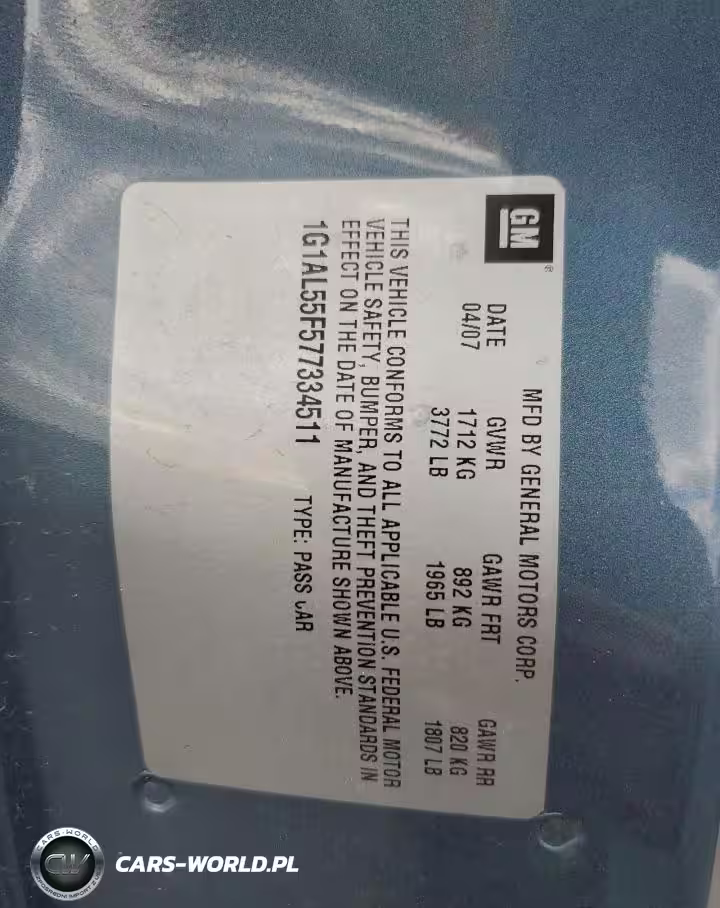 GM
®
MFD BY GENERAL MOTORS CORP.
DATE GVWR GAWR FRT GAWR RR
04/07 1712 KG 892 KG 820 KG
3772 LB 1965 LB 1807 LB
THIS VEHICLE CONFORMS TO ALL APPLICABLE U.S. FEDERAL MOTOR
VEHICLE SAFETY, BUMPER, AND THEFT PREVENTION STANDARDS IN
EFFECT ON THE DATE OF MANUFACTURE SHOWN ABOVE.
1G1AL55F577334511 TYPE: PASS CAR
CARS-WORLD
CW
CARS-WORLD.PL